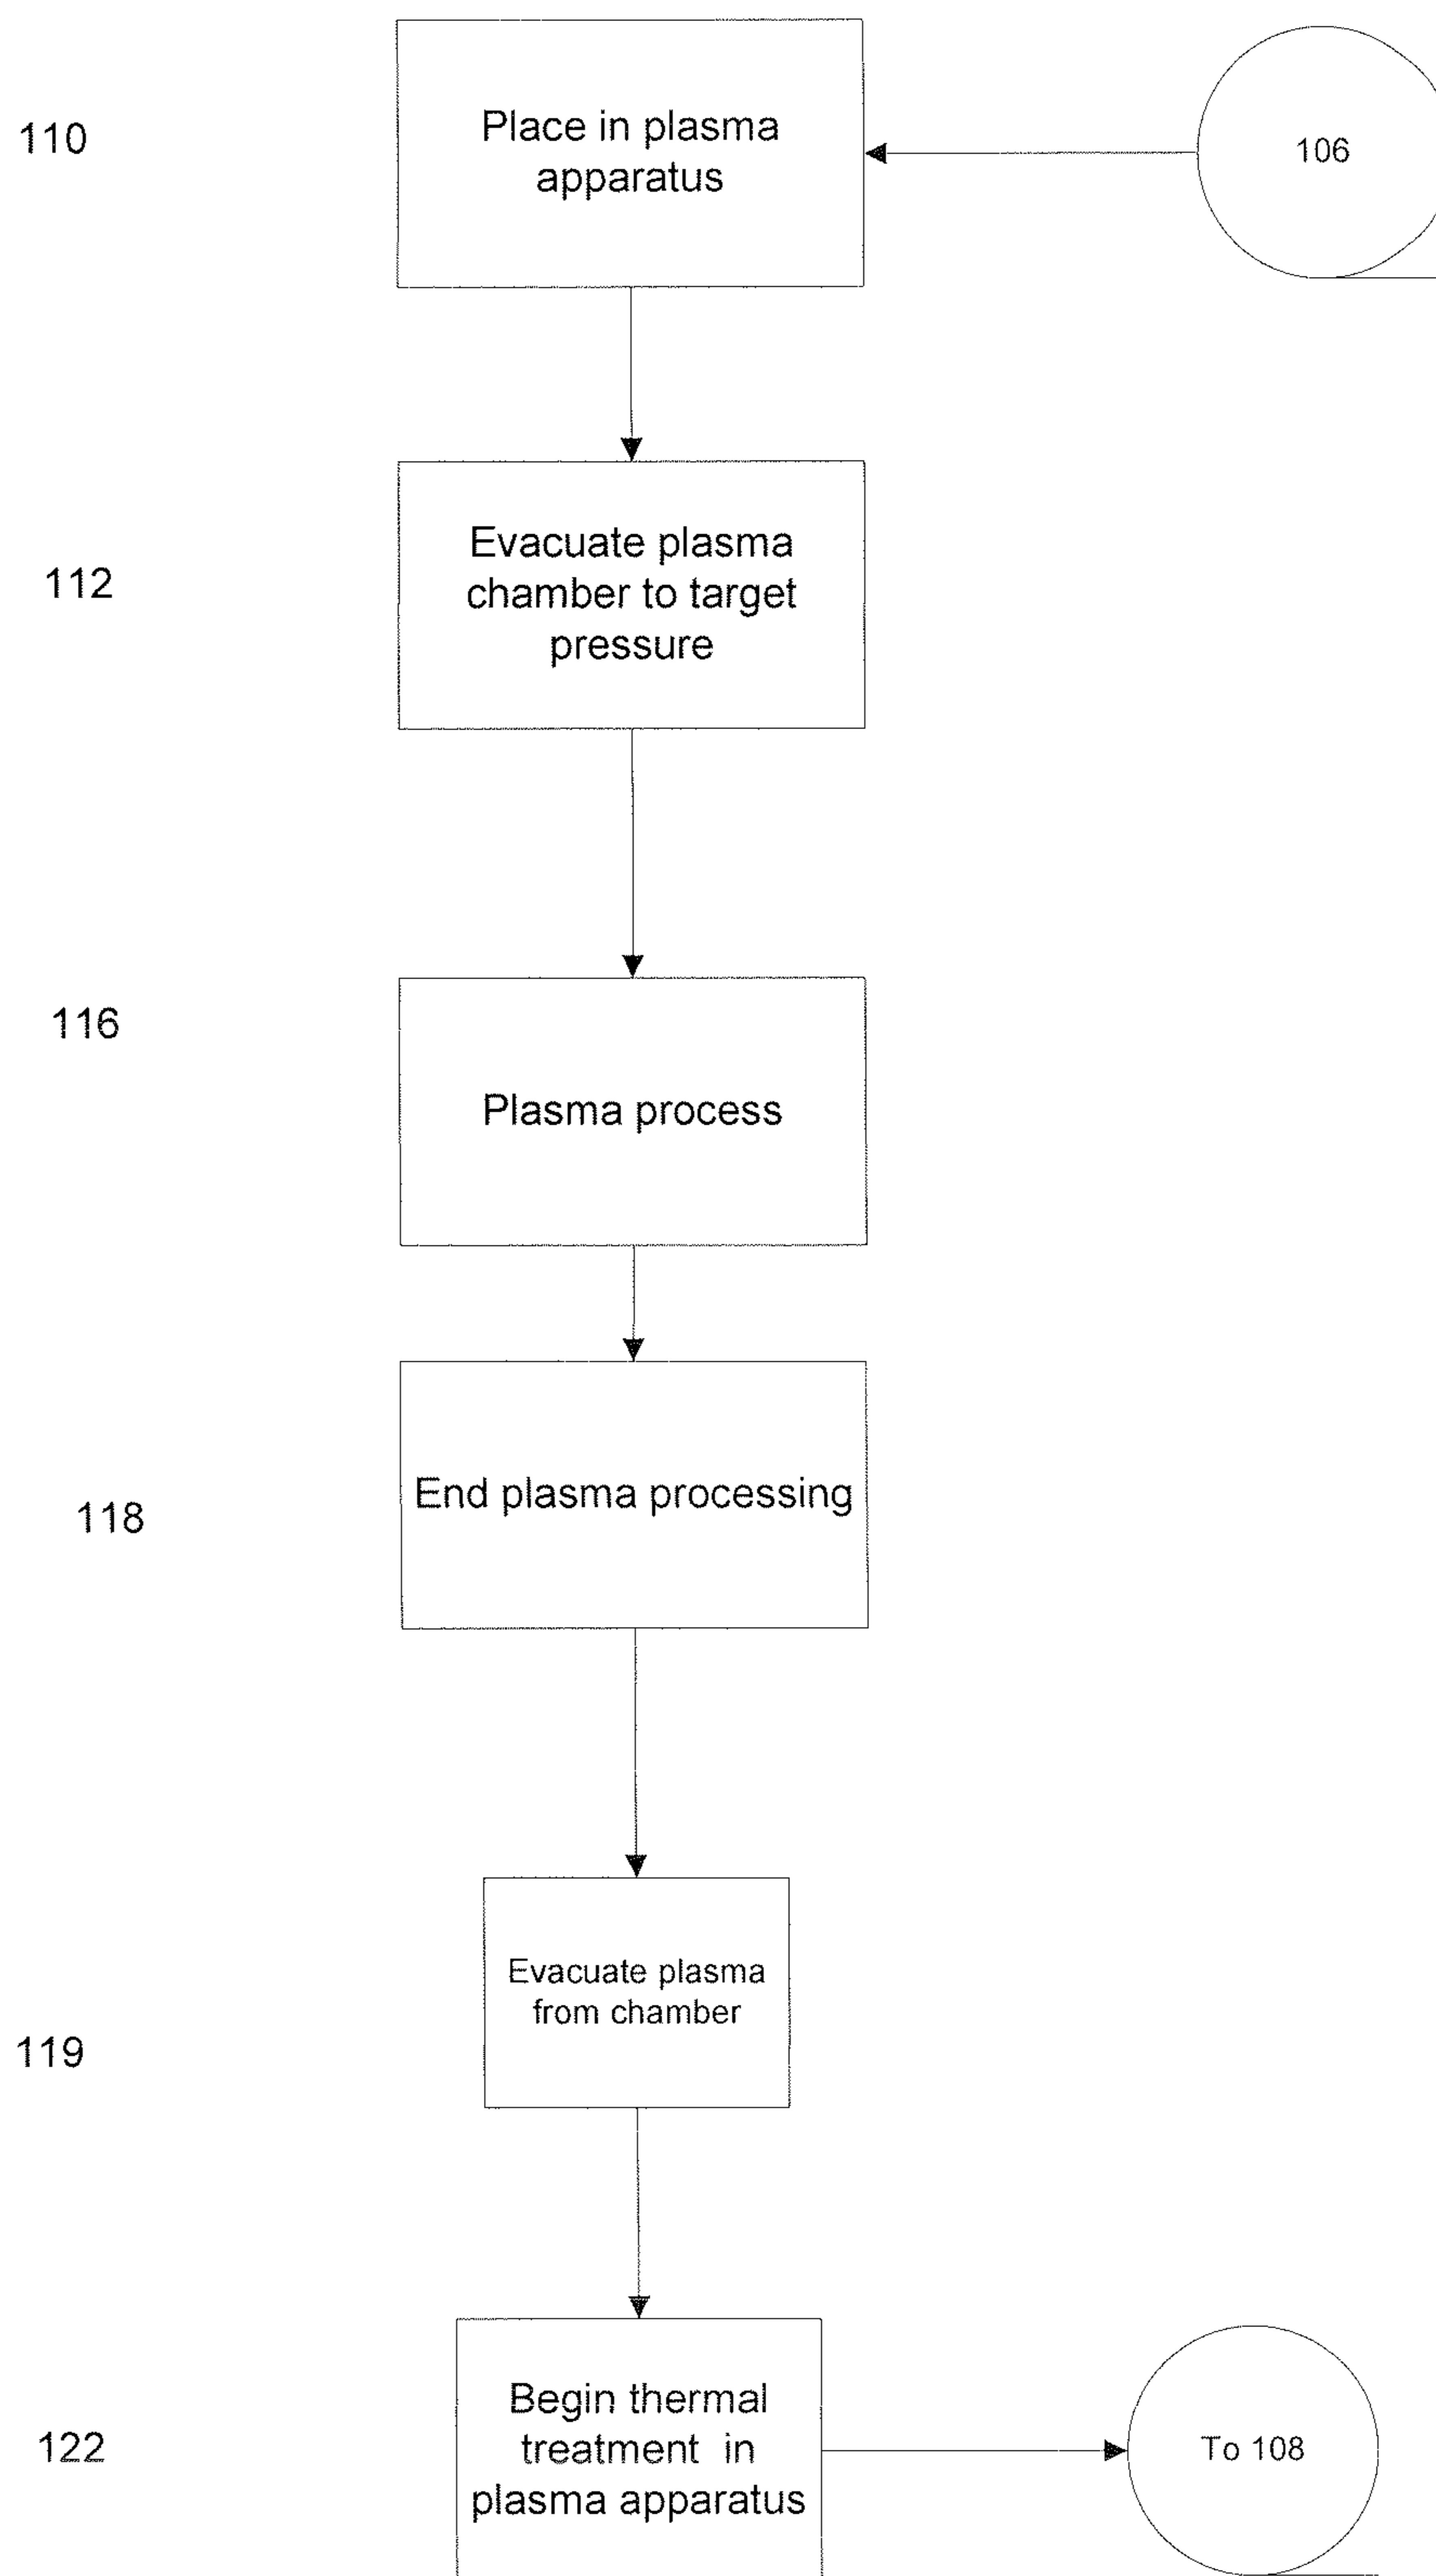 110
Place in plasma
apparatus
106
112
Evacuate plasma
chamber to target
pressure
116
Plasma process
118
End plasma processing
Evacuate plasma
from chamber
119
122
Begin thermal
treatment in
plasma apparatus
To 108